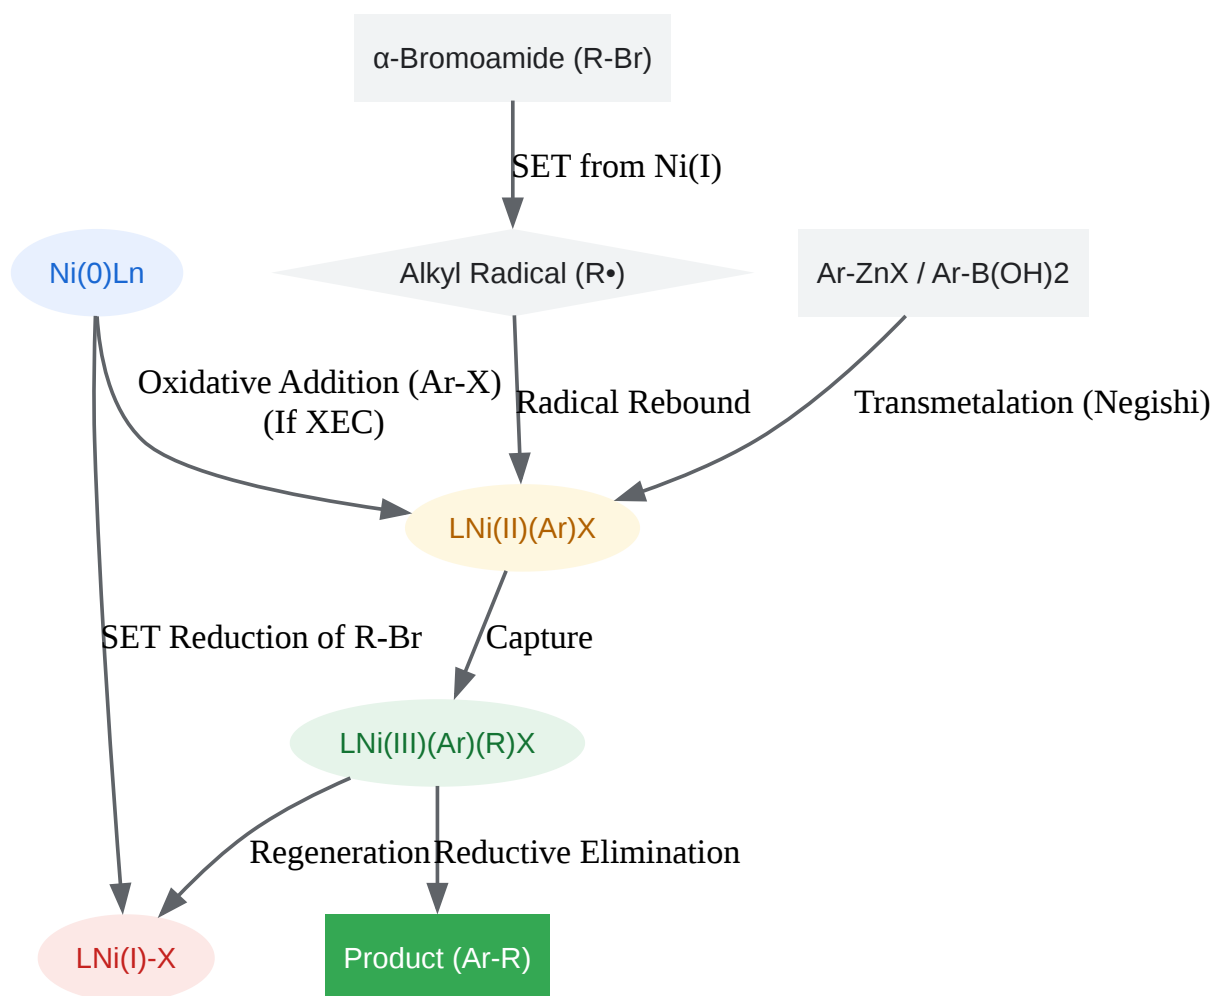 α-Bromoamide (R-Br)
SET from Ni(I)
Ni(0)Ln
Alkyl Radical (R•)
Ar-ZnX / Ar-B(OH)2
Oxidative Addition (Ar-X)
(If XEC)
Radical Rebound
Transmetalation (Negishi)
LNi(II)(Ar)X
SET Reduction of R-Br
Capture
LNi(III)(Ar)(R)X
Regeneration
Reductive Elimination
LNi(I)-X
Product (Ar-R)